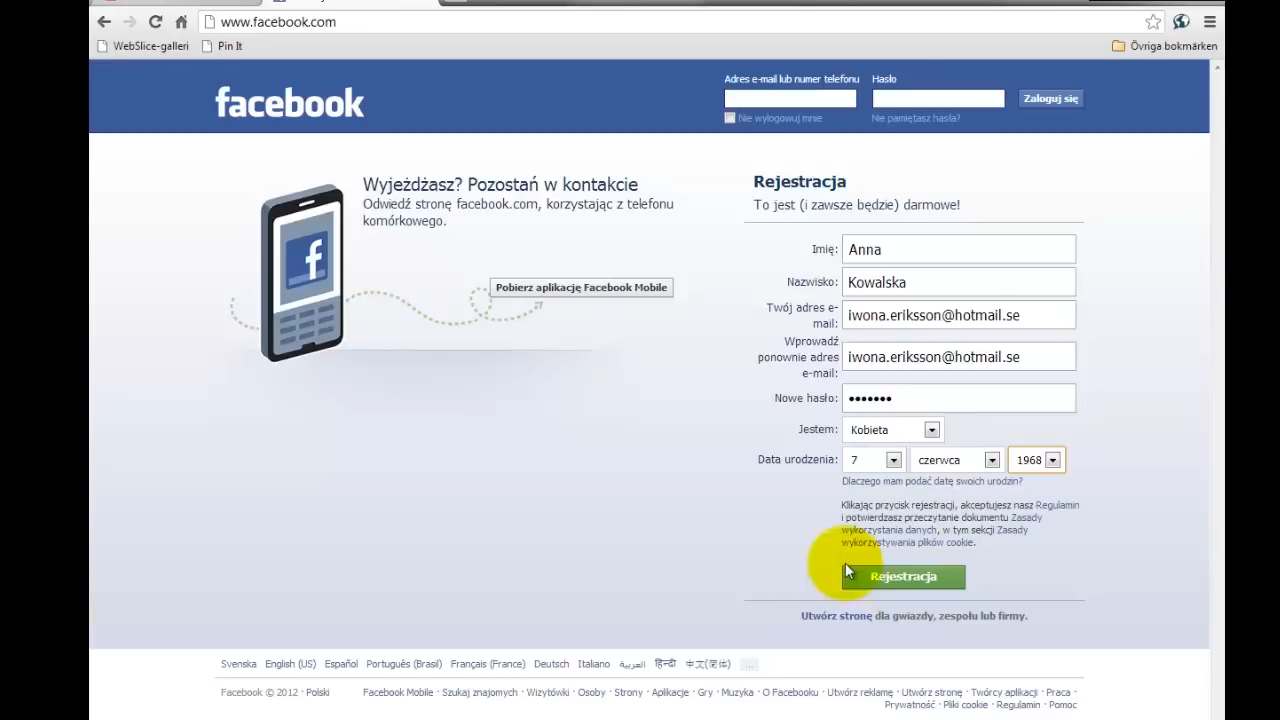 www.facebook.com
WebSlice-galleri
Pin It
Övriga bokmärken
facebook
Adres e-mail lub numer telefonu
Hasło
Zaloguj się
Nie wylogowuj mnie
Nie pamiętasz hasła?
Wyjeżdżasz? Pozostań w kontakcie
Odwiedź stronę facebook.com, korzystając z telefonu
komórkowego.
f
Pobierz aplikację Facebook Mobile
Rejestracja
To jest (i zawsze będzie) darmowe!
Imię: Anna
Nazwisko: Kowalska
Twój adres e-
mail: iwona.eriksson@hotmail.se
Wprowadź
ponownie adres iwona.eriksson@hotmail.se
e-mail:
Nowe hasło: •••••••
Jestem: Kobieta
Data urodzenia: 7 czerwca 1968
Dlaczego mam podać datę swoich urodzin?
Klikając przycisk rejestracji, akceptujesz nasz Regulamin
i potwierdzasz przeczytanie dokumentu Zasady
wykorzystania danych, w tym sekcji Zasady
wykorzystywania plików cookie.
Rejestracja
Utwórz stronę dla gwiazdy, zespołu lub firmy.
Svenska English (US) Español Português (Brasil) Français (France) Deutsch Italiano العربية हिन्दी 中文(简体) ...
Facebook © 2012 · Polski
Facebook Mobile · Szukaj znajomych · Wizytówki · Osoby · Strony · Aplikacje · Gry · Muzyka · O Facebooku · Utwórz reklamę · Utwórz stronę · Twórcy aplikacji · Praca ·
Prywatność · Pliki cookie · Regulamin · Pomoc